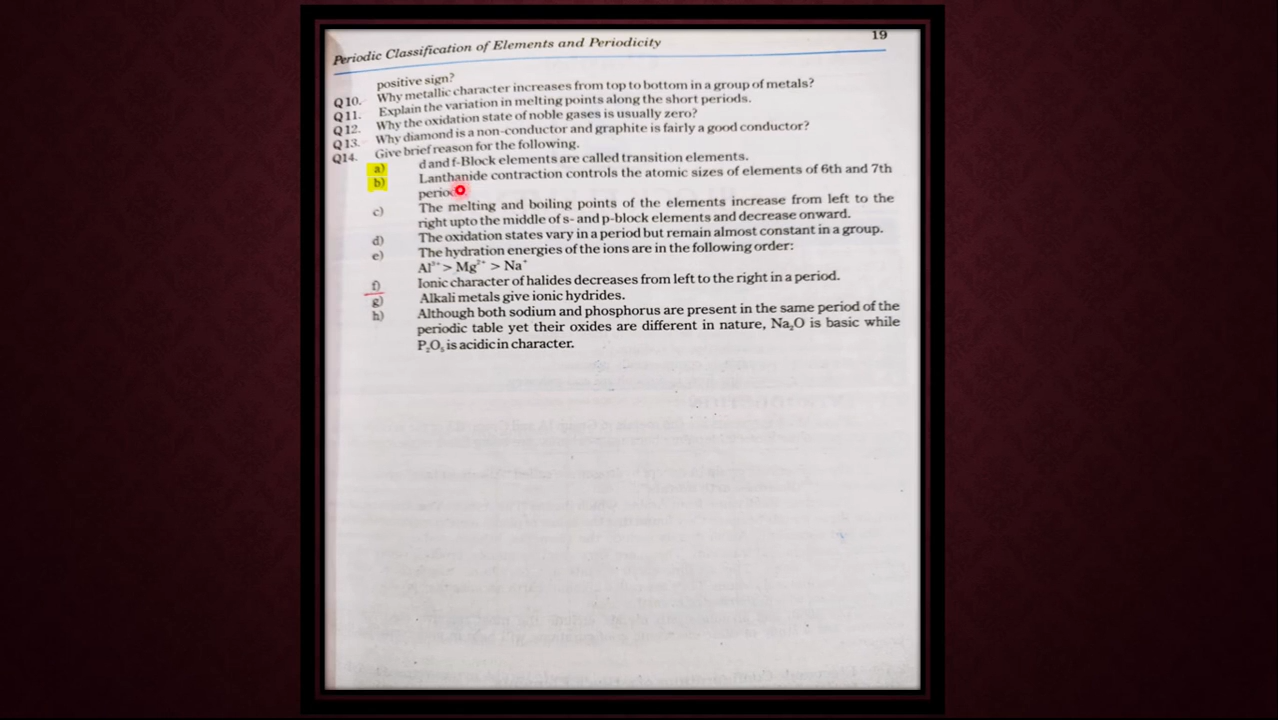 Periodic Classification of Elements and Periodicity 19
positive sign?
Q10. Why metallic character increases from top to bottom in a group of metals?
Q11. Explain the variation in melting points along the short periods.
Q12. Why the oxidation state of noble gases is usually zero?
Q13. Why diamond is a non-conductor and graphite is fairly a good conductor?
Q14. Give brief reason for the following.
a) d and f-Block elements are called transition elements.
b) Lanthanide contraction controls the atomic sizes of elements of 6th and 7th
c) The melting and boiling points of the elements increase from left to the
right upto the middle of s- and p-block elements and decrease onward.
d) The oxidation states vary in a period but remain almost constant in a group.
e) The hydration energies of the ions are in the following order:
Al³⁺ > Mg²⁺ > Na⁺
f) Ionic character of halides decreases from left to the right in a period.
g) Alkali metals give ionic hydrides.
h) Although both sodium and phosphorus are present in the same period of the
periodic table yet their oxides are different in nature, Na₂O is basic while
P₂O₅ is acidic in character.